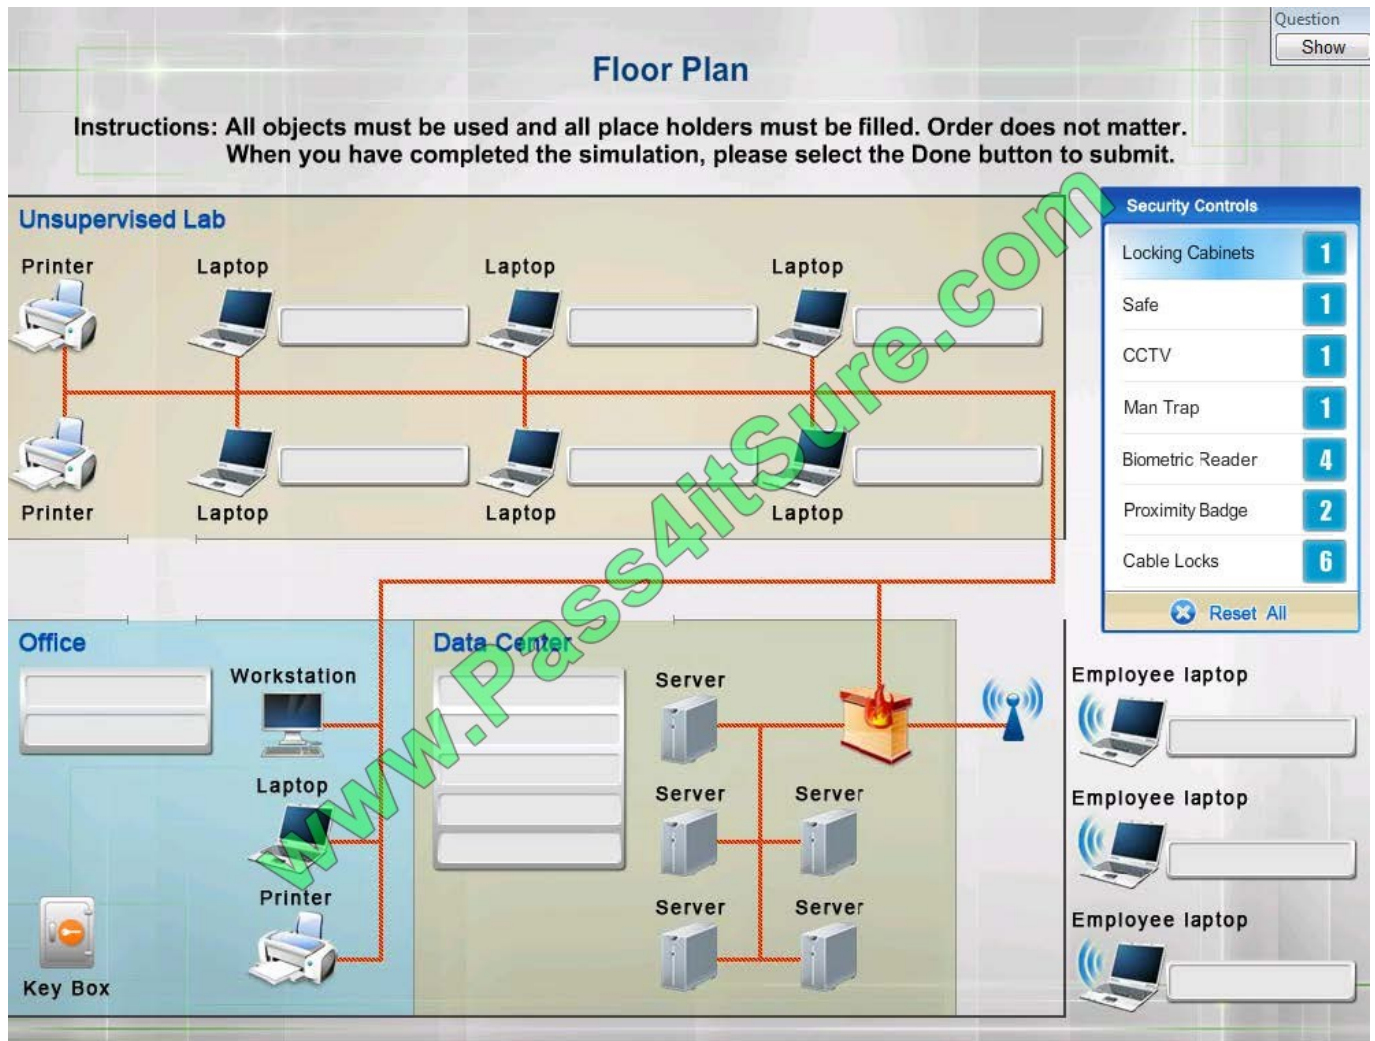 Question
Show
Floor Plan
Instructions: All objects must be used and all place holders must be filled. Order does not matter.
When you have completed the simulation, please select the Done button to submit.
Unsupervised Lab
Printer
Laptop
Laptop
Laptop
Printer
Laptop
Laptop
Laptop
Security Controls
Locking Cabinets 1
Safe 1
CCTV 1
Man Trap 1
Biometric Reader 4
Proximity Badge 2
Cable Locks 6
Reset All
Office
Workstation
Laptop
Printer
Key Box
Data Center
Server
Server
Server
Server
Server
Employee laptop
Employee laptop
Employee laptop
www.Pass4itSure.com